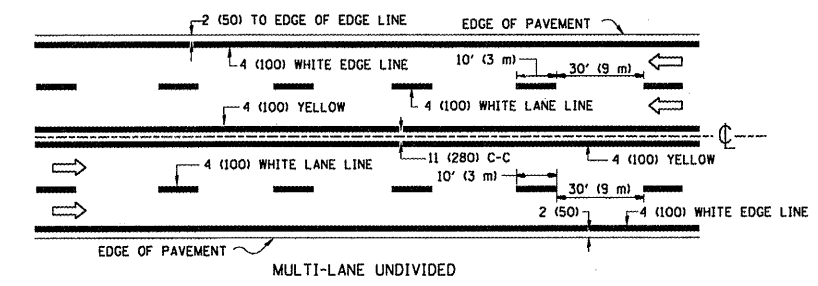 2 (50) TO EDGE OF EDGE LINE
EDGE OF PAVEMENT
4 (100) WHITE EDGE LINE
10' (3 m)
30' (9 m)
4 (100) YELLOW
4 (100) WHITE LANE LINE
℄
4 (100) WHITE LANE LINE
11 (280) C-C
4 (100) YELLOW
10' (3 m)
30' (9 m)
2 (50)
4 (100) WHITE EDGE LINE
EDGE OF PAVEMENT
MULTI-LANE UNDIVIDED